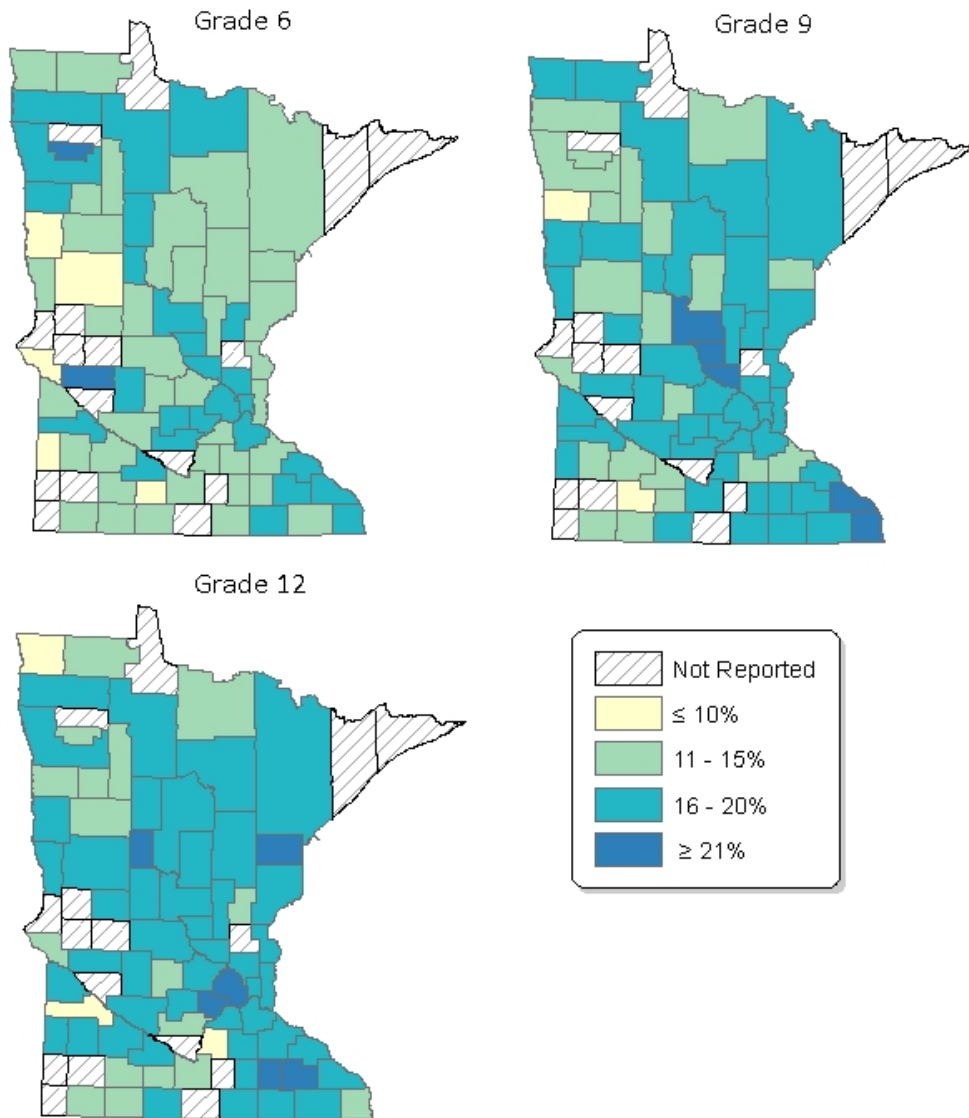 Grade 6
Grade 9
Grade 12
Not Reported
≤ 10%
11 - 15%
16 - 20%
≥ 21%